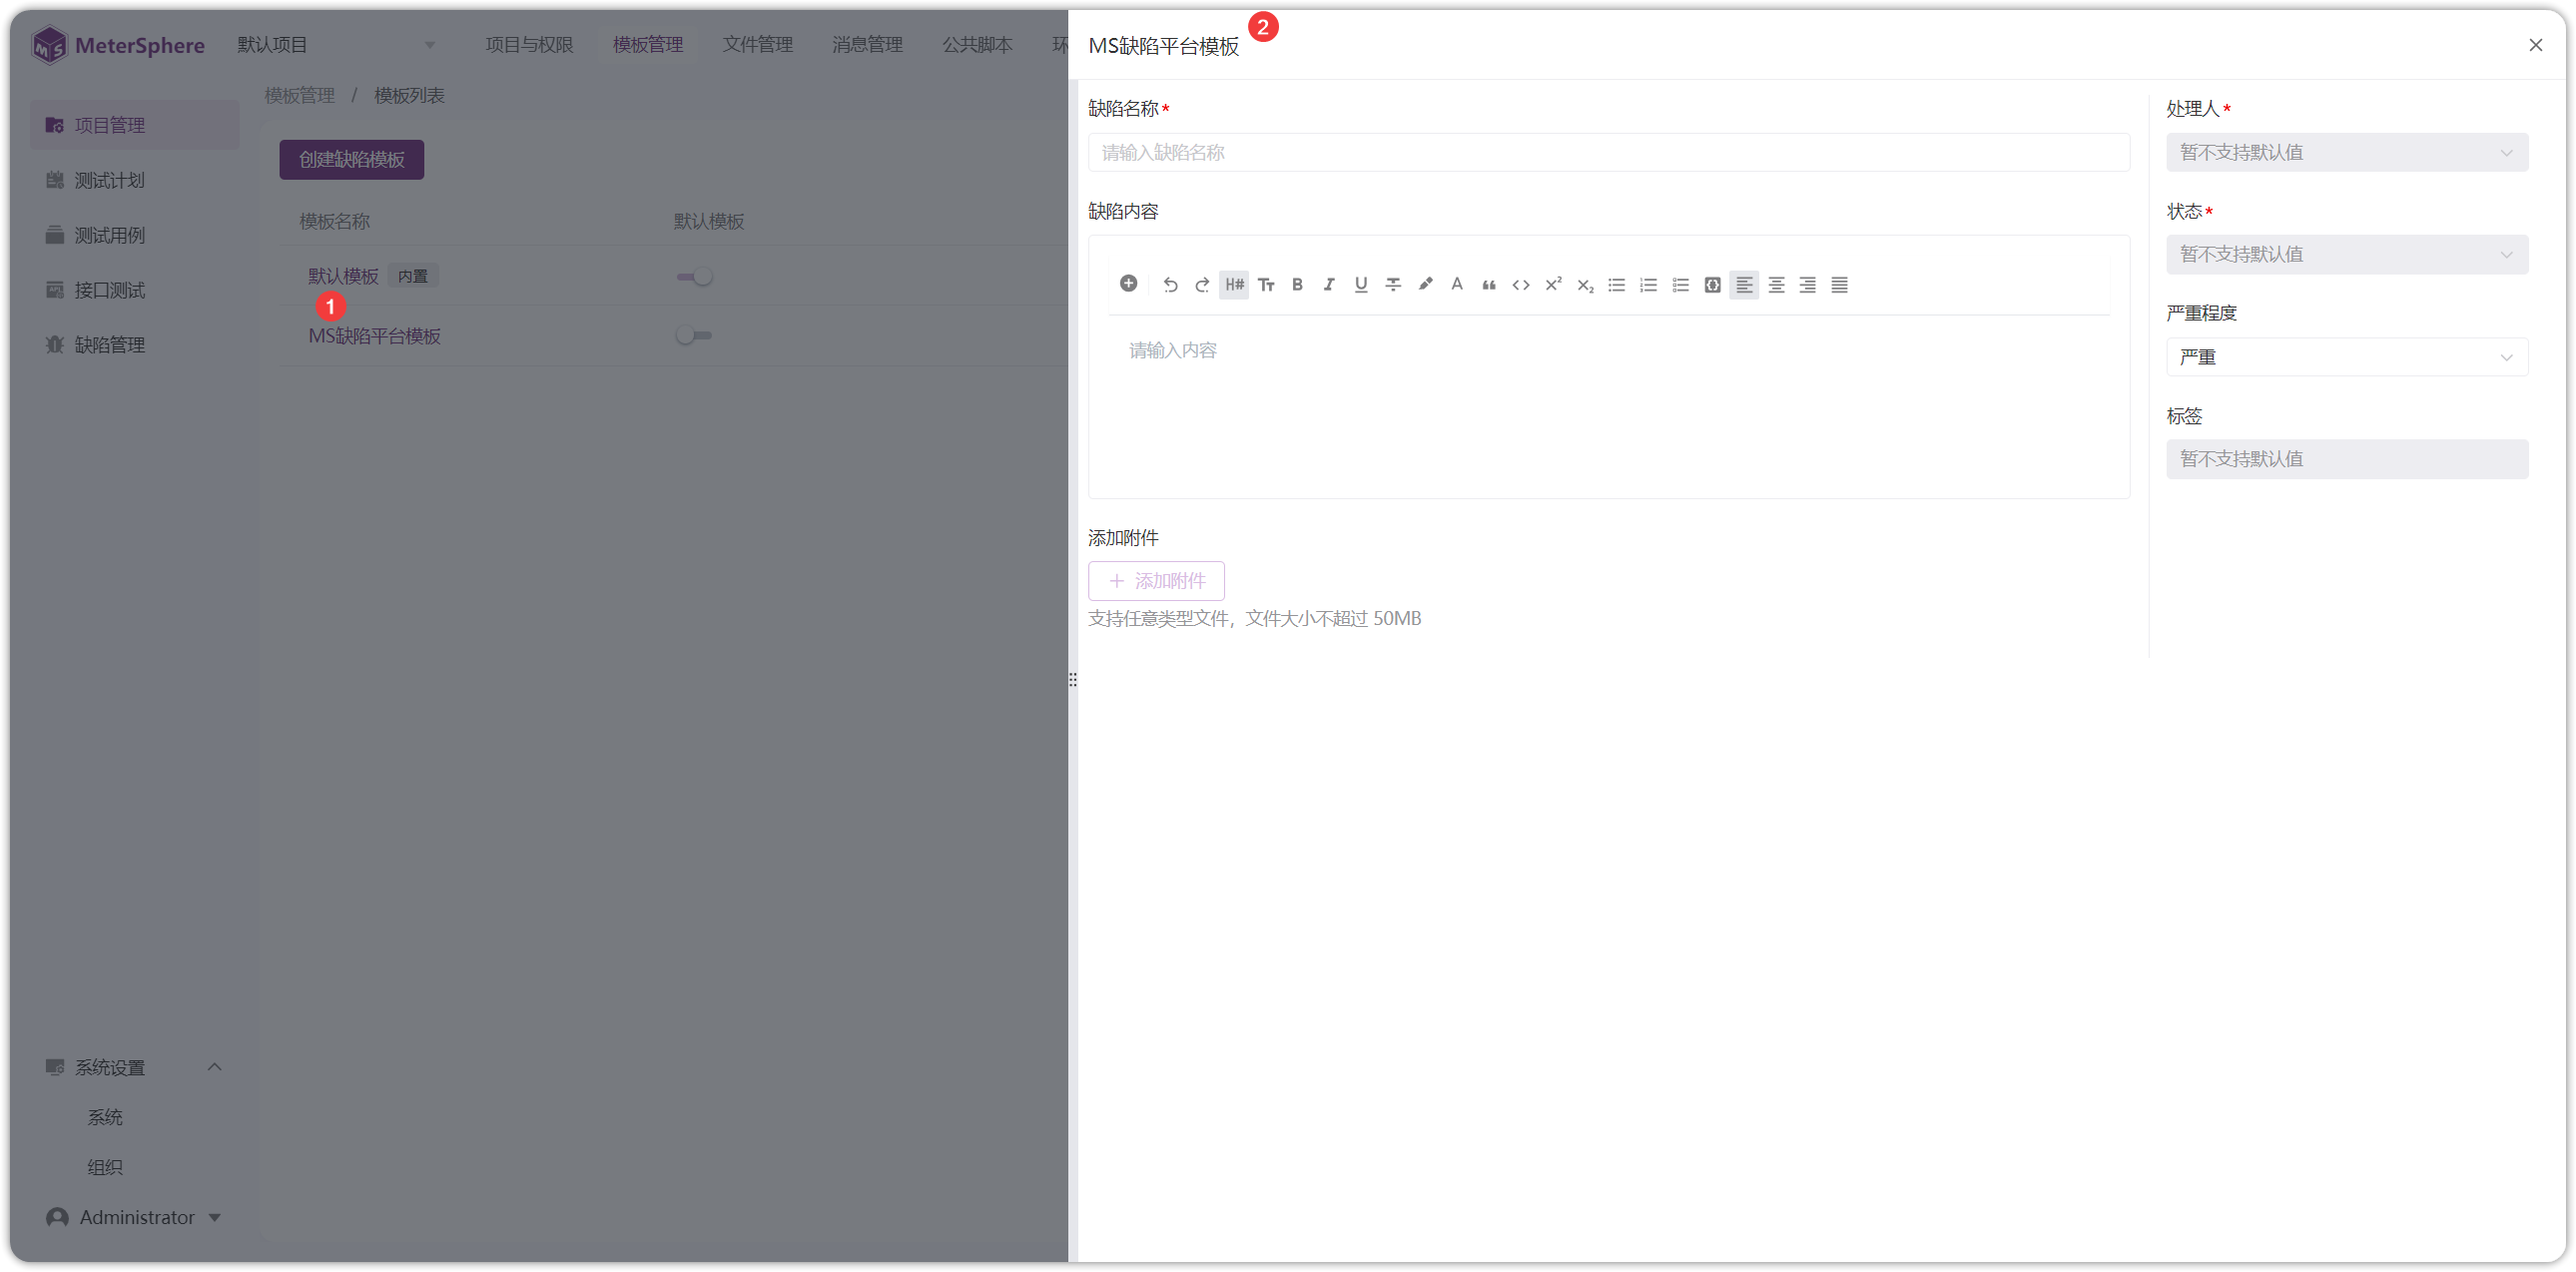 MeterSphere
默认项目
项目与权限
模板管理
文件管理
消息管理
公共脚本
环
项目管理
测试计划
测试用例
接口测试
缺陷管理
系统设置
系统
组织
Administrator
模板管理 / 模板列表
创建缺陷模板
模板名称 默认模板
默认模板 内置
1
MS缺陷平台模板
MS缺陷平台模板
2
缺陷名称*
请输入缺陷名称
缺陷内容
请输入内容
添加附件
+ 添加附件
支持任意类型文件，文件大小不超过 50MB
处理人*
暂不支持默认值
状态*
暂不支持默认值
严重程度
严重
标签
暂不支持默认值